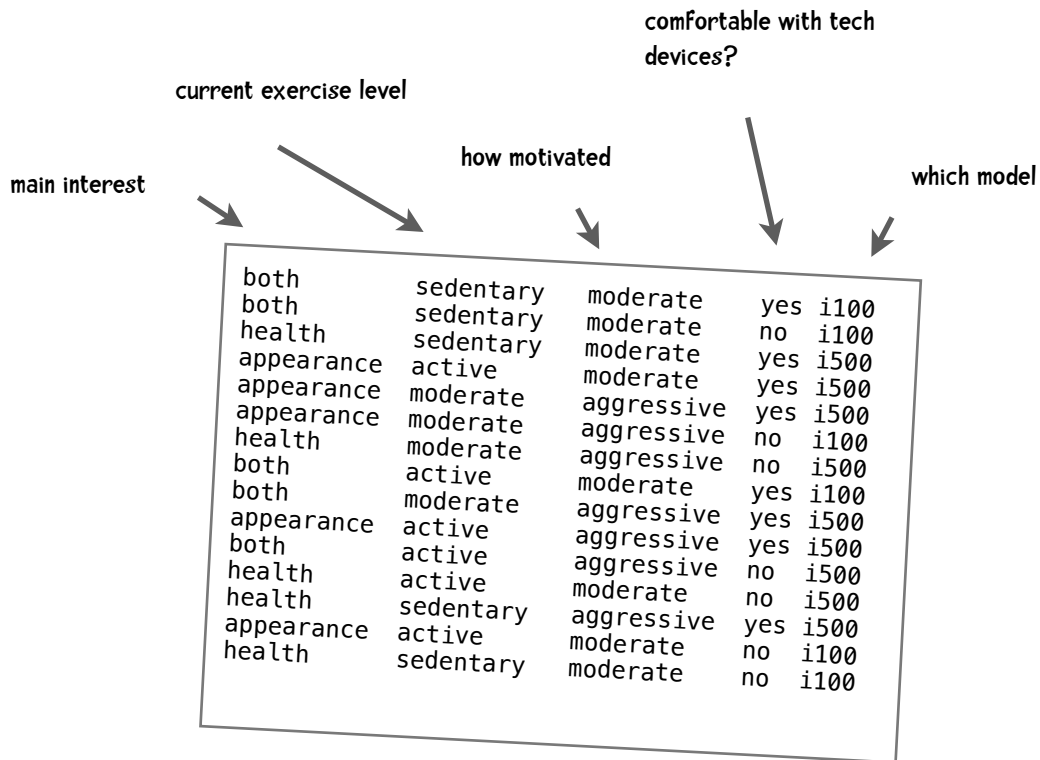 comfortable with tech
devices?
current exercise level
how motivated
main interest
which model
both sedentary moderate yes i100
both sedentary moderate no i100
health sedentary moderate yes i500
appearance active moderate yes i500
appearance moderate aggressive yes i500
appearance moderate aggressive no i100
health moderate aggressive no i500
both active moderate yes i100
both moderate aggressive yes i500
appearance active aggressive yes i500
both active aggressive no i500
health active moderate no i500
health sedentary aggressive yes i500
appearance active moderate no i100
health sedentary moderate no i100